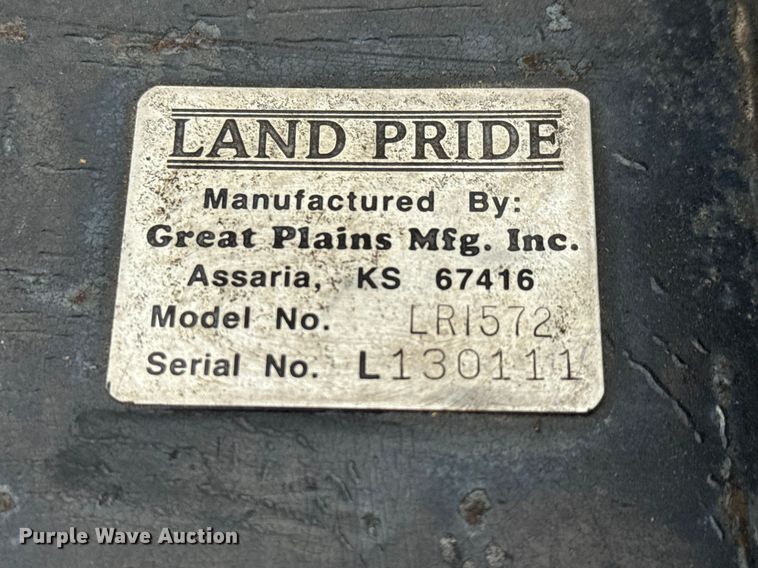 LAND PRIDE
Manufactured By:
Great Plains Mfg. Inc.
Assaria, KS 67416
Model No. LR1572
Serial No. L130111
Purple Wave Auction